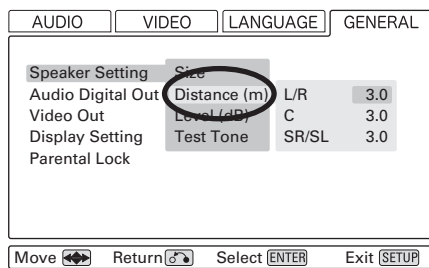 AUDIO VIDEO LANGUAGE GENERAL
Speaker Setting Size
Audio Digital Out Distance (m) L/R 3.0
Video Out Level (dB) C 3.0
Display Setting Test Tone SR/SL 3.0
Parental Lock
Move Return Select ENTER Exit SETUP